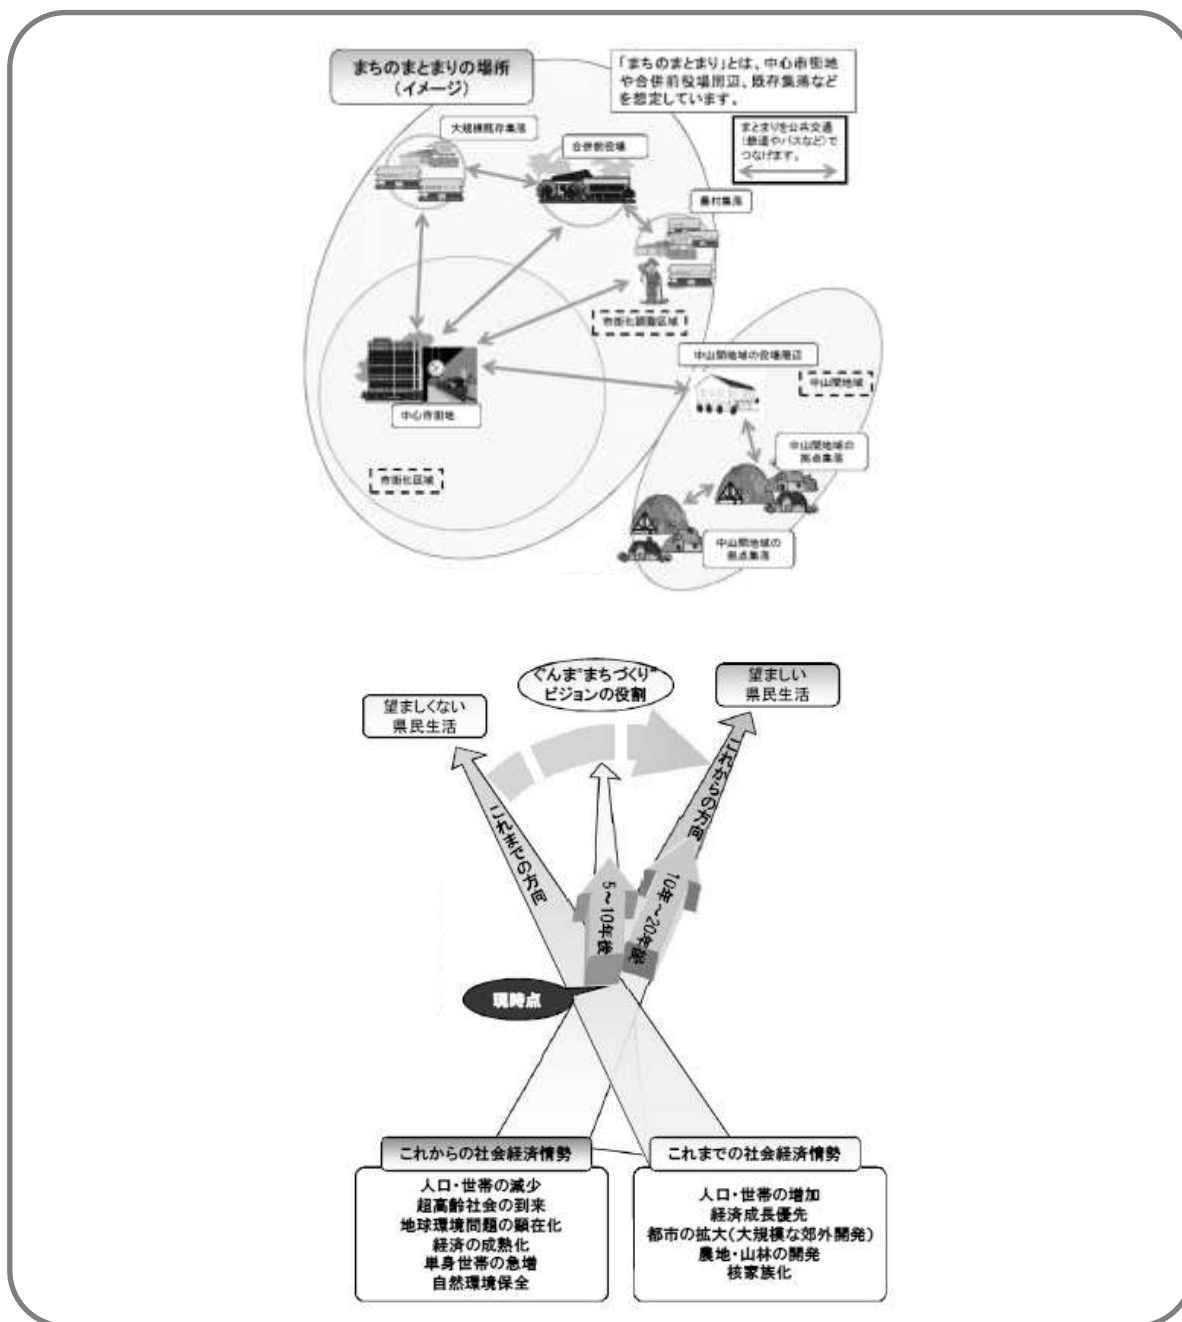 まちのまとまりの場所
(イメージ)
「まちのまとまり」とは、中心市街地
や合併前役場周辺、既存集落など
を想定しています。
まとまりを公共交通
(鉄道やバスなど)で
つなげます。
大規模既存集落
合併前役場
農村集落
市街化調整区域
中山間地域の役場周辺
中山間地域
中心市街地
中山間地域の
拠点集落
市街化区域
中山間地域の
拠点集落
ぐんま"まちづくり"
ビジョンの役割
望ましい
県民生活
望ましくない
県民生活
これまでの方向
これからの方向
5～10年後
10年～20年後
現時点
これからの社会経済情勢
人口・世帯の減少
超高齢社会の到来
地球環境問題の顕在化
経済の成熟化
単身世帯の急増
自然環境保全
これまでの社会経済情勢
人口・世帯の増加
経済成長優先
都市の拡大(大規模な郊外開発)
農地・山林の開発
核家族化